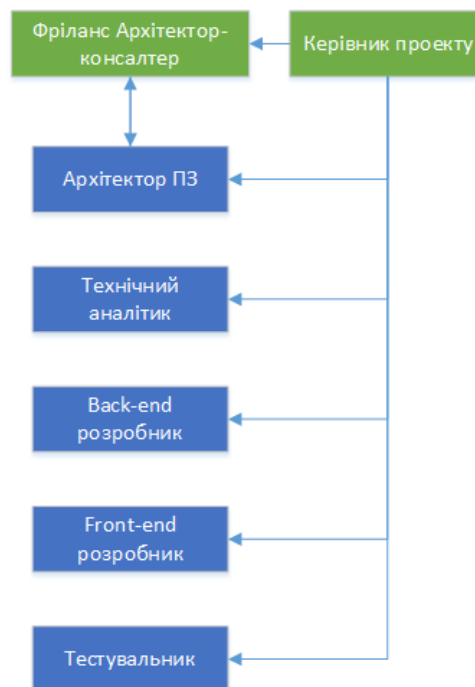 Фріланс Архітектор-
консалтер
Керівник проекту
Архітектор ПЗ
Технічний
аналітик
Back-end
розробник
Front-end
розробник
Тестувальник